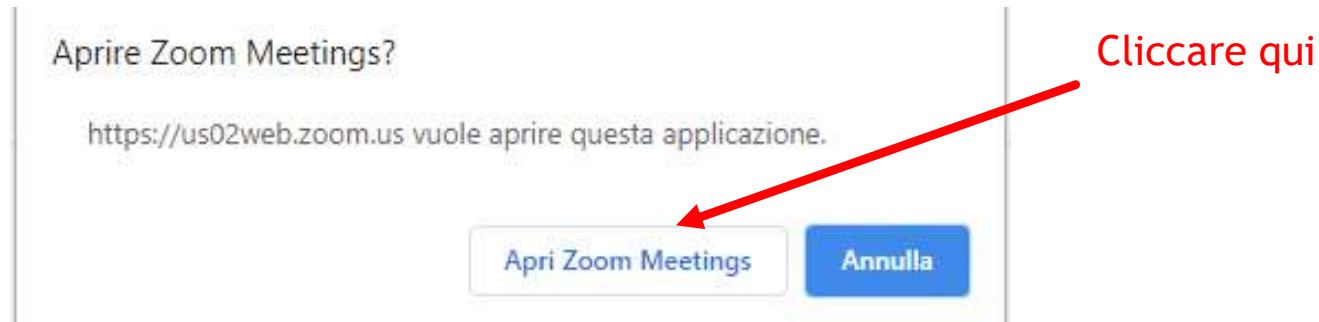 Aprire Zoom Meetings?
Cliccare qui
https://us02web.zoom.us vuole aprire questa applicazione.
Apri Zoom Meetings
Annulla